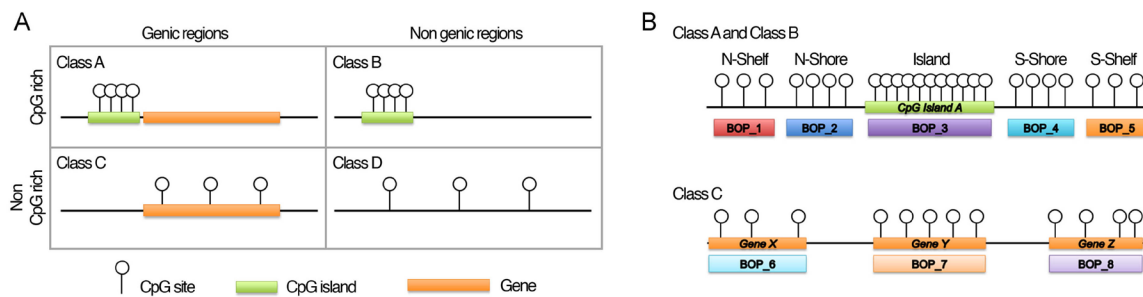 A
Genic regions
Non genic regions
CpG rich
Class A
Class B
Non
CpG rich
Class C
Class D
CpG site
CpG island
Gene
B
Class A and Class B
N-Shelf
N-Shore
Island
S-Shore
S-Shelf
CpG Island A
BOP_1
BOP_2
BOP_3
BOP_4
BOP_5
Class C
Gene X
Gene Y
Gene Z
BOP_6
BOP_7
BOP_8